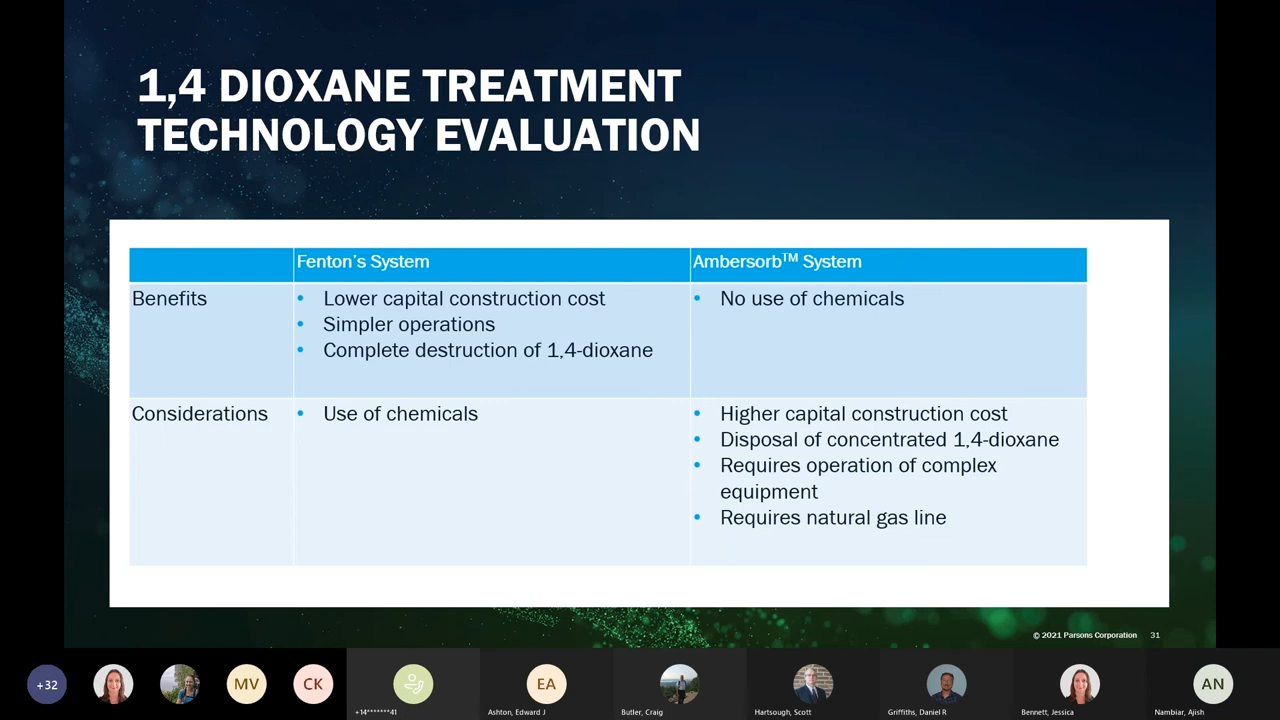 1,4 DIOXANE TREATMENT
TECHNOLOGY EVALUATION
Fenton's System
Ambersorb™ System
Benefits
• Lower capital construction cost
• Simpler operations
• Complete destruction of 1,4-dioxane
• No use of chemicals
Considerations
• Use of chemicals
• Higher capital construction cost
• Disposal of concentrated 1,4-dioxane
• Requires operation of complex
equipment
• Requires natural gas line
© 2021 Parsons Corporation 31
+32
MV
CK
+14*******41
EA
Ashton, Edward J
Butler, Craig
Hartsough, Scott
Griffiths, Daniel R
Bennett, Jessica
AN
Nambiar, Ajish